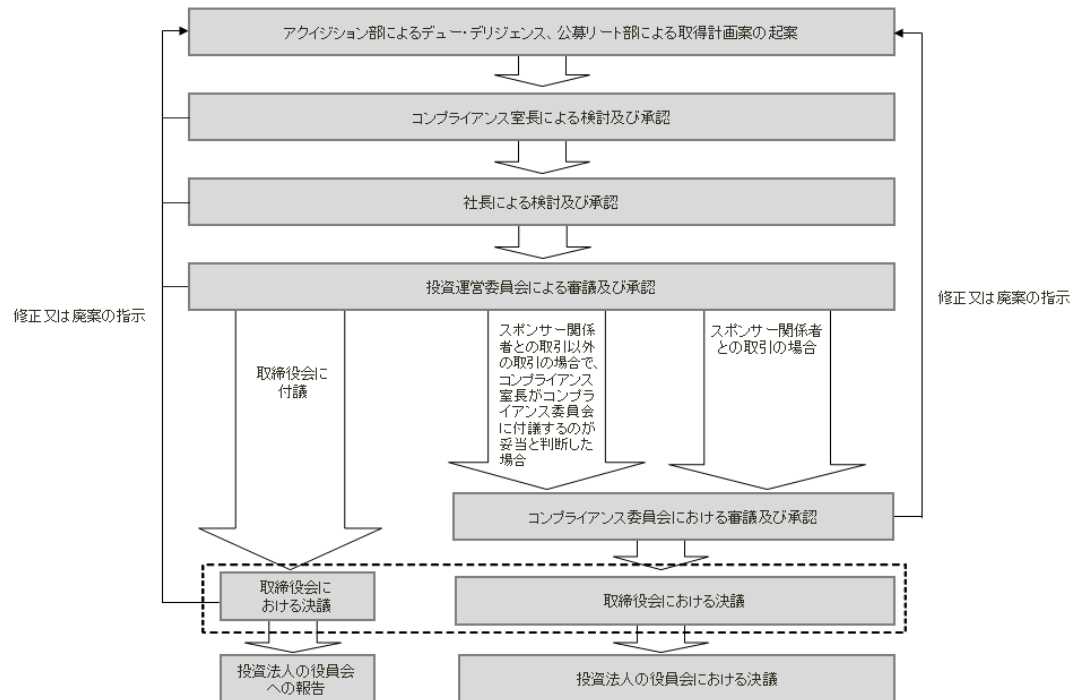 アクイジション部によるデュー・デリジェンス、公募リート部による取得計画案の起案
コンプライアンス室長による検討及び承認
社長による検討及び承認
投資運営委員会による審議及び承認
修正又は廃案の指示
修正又は廃案の指示
取締役会に
付議
スポンサー関係
者との取引以外
の取引の場合で、
コンプライアンス
室長がコンプラ
イアンス委員会
に付議するのが
妥当と判断した
場合
スポンサー関係者
との取引の場合
コンプライアンス委員会における審議及び承認
取締役会に
おける決議
取締役会における決議
投資法人の役員会
への報告
投資法人の役員会における決議